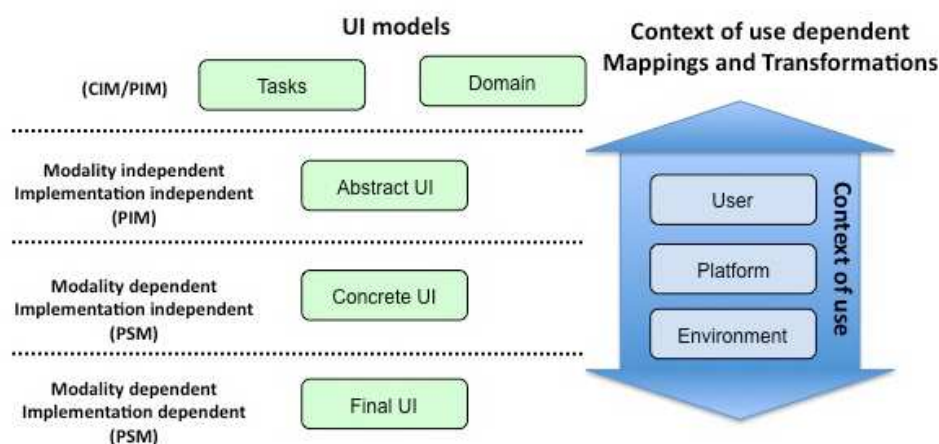 UI models
Context of use dependent
Mappings and Transformations
(CIM/PIM)
Tasks
Domain
Modality independent
Implementation independent
(PIM)
Abstract UI
Modality dependent
Implementation independent
(PSM)
Concrete UI
Modality dependent
Implementation dependent
(PSM)
Final UI
User
Platform
Environment
Context of use